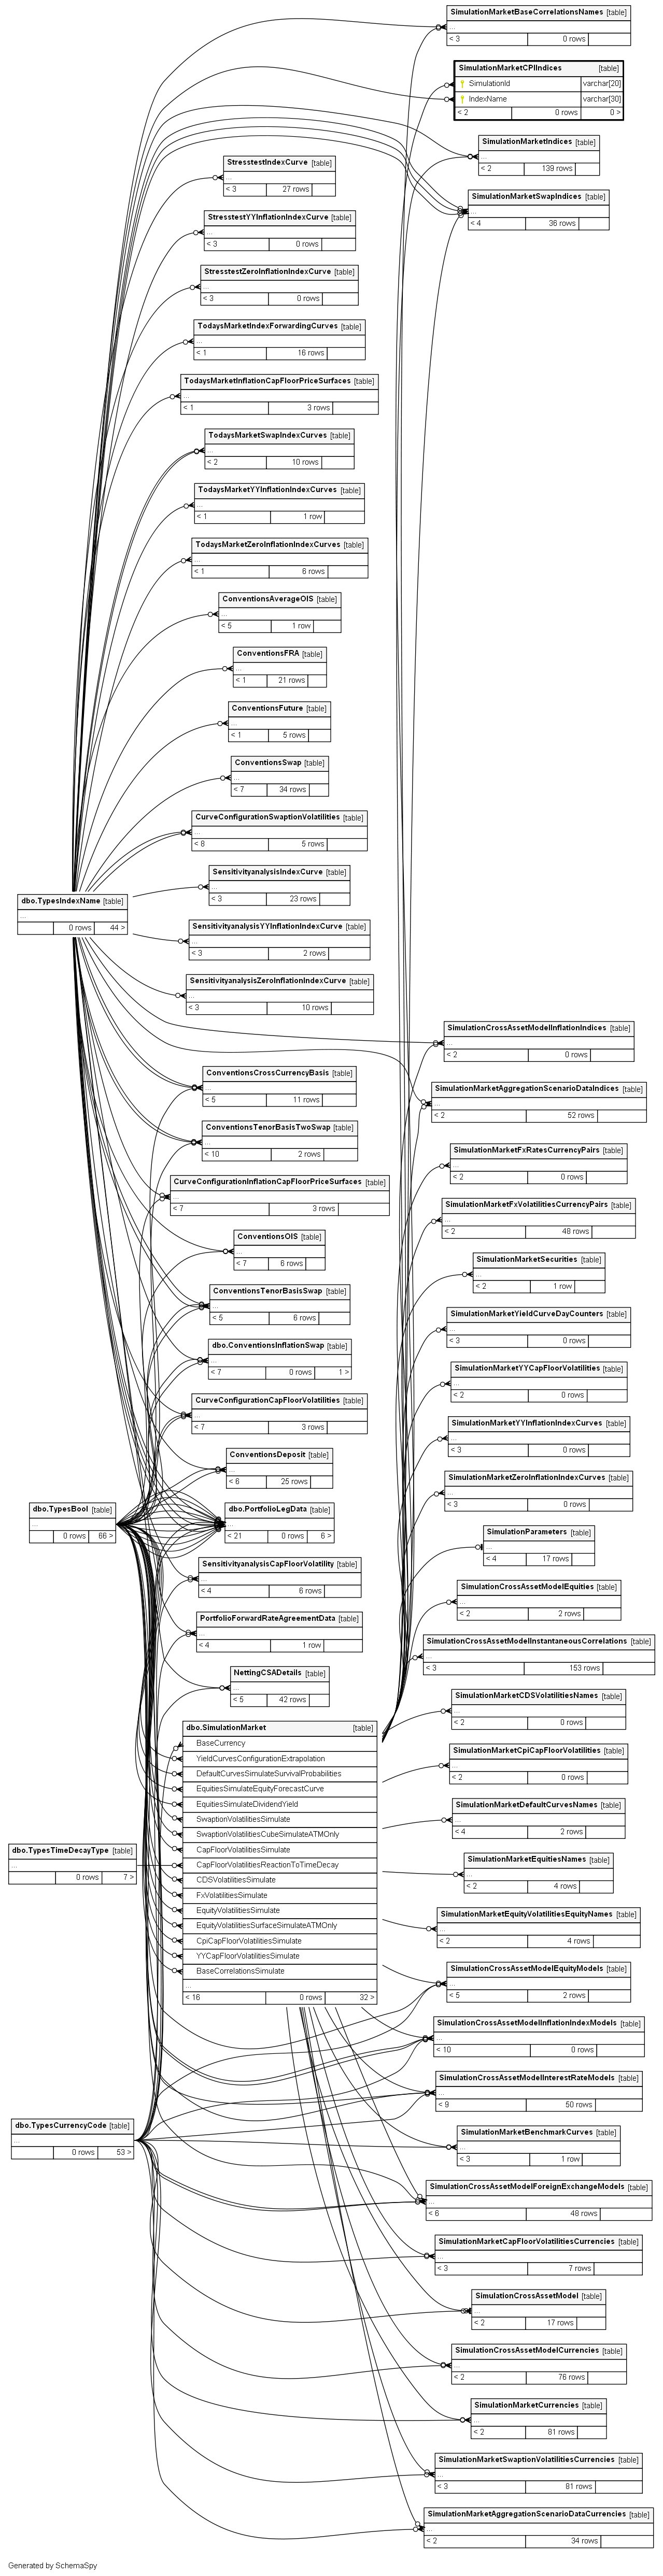 SimulationMarketBaseCorrelationsNames [table]
...
< 3 0 rows
SimulationMarketCPIIndices [table]
SimulationId varchar[20]
IndexName varchar[30]
< 2 0 rows 0 >
SimulationMarketIndices [table]
...
< 2 139 rows
StresstestIndexCurve [table]
...
< 3 27 rows
SimulationMarketSwapIndices [table]
...
< 4 36 rows
StresstestYYInflationIndexCurve [table]
...
< 3 0 rows
StresstestZeroInflationIndexCurve [table]
...
< 3 0 rows
TodaysMarketIndexForwardingCurves [table]
...
< 1 16 rows
TodaysMarketInflationCapFloorPriceSurfaces [table]
...
< 1 3 rows
TodaysMarketSwapIndexCurves [table]
...
< 2 10 rows
TodaysMarketYYInflationIndexCurves [table]
...
< 1 1 row
TodaysMarketZeroInflationIndexCurves [table]
...
< 1 6 rows
ConventionsAverageOIS [table]
...
< 5 1 row
ConventionsFRA [table]
...
< 1 21 rows
ConventionsFuture [table]
...
< 1 5 rows
ConventionsSwap [table]
...
< 7 34 rows
CurveConfigurationSwaptionVolatilities [table]
...
< 8 5 rows
SensitivityanalysisIndexCurve [table]
...
< 3 23 rows
dbo.TypesIndexName [table]
...
0 rows 44 >
SensitivityanalysisYYInflationIndexCurve [table]
...
< 3 2 rows
SensitivityanalysisZeroInflationIndexCurve [table]
...
< 3 10 rows
SimulationCrossAssetModelInflationIndices [table]
...
< 2 0 rows
ConventionsCrossCurrencyBasis [table]
...
< 5 11 rows
SimulationMarketAggregationScenarioDataIndices [table]
...
< 2 52 rows
ConventionsTenorBasisTwoSwap [table]
...
< 10 2 rows
SimulationMarketFxRatesCurrencyPairs [table]
...
< 2 0 rows
CurveConfigurationInflationCapFloorPriceSurfaces [table]
...
< 7 3 rows
SimulationMarketFxVolatilitiesCurrencyPairs [table]
...
< 2 48 rows
ConventionsOIS [table]
...
< 7 6 rows
SimulationMarketSecurities [table]
...
< 2 1 row
ConventionsTenorBasisSwap [table]
...
< 5 6 rows
SimulationMarketYieldCurveDayCounters [table]
...
< 3 0 rows
dbo.ConventionsInflationSwap [table]
...
< 7 0 rows 1 >
SimulationMarketYYCapFloorVolatilities [table]
...
< 2 0 rows
CurveConfigurationCapFloorVolatilities [table]
...
< 7 3 rows
SimulationMarketYYInflationIndexCurves [table]
...
< 3 0 rows
ConventionsDeposit [table]
...
< 6 25 rows
SimulationMarketZeroInflationIndexCurves [table]
...
< 3 0 rows
dbo.TypesBool [table]
...
0 rows 66 >
dbo.PortfolioLegData [table]
...
< 21 0 rows 6 >
SimulationParameters [table]
...
< 4 17 rows
SensitivityanalysisCapFloorVolatility [table]
...
< 4 6 rows
SimulationCrossAssetModelEquities [table]
...
< 2 2 rows
PortfolioForwardRateAgreementData [table]
...
< 4 1 row
SimulationCrossAssetModelInstantaneousCorrelations [table]
...
< 3 153 rows
NettingCSADetails [table]
...
< 5 42 rows
SimulationMarketCDSVolatilitiesNames [table]
...
< 2 0 rows
dbo.SimulationMarket [table]
BaseCurrency
YieldCurvesConfigurationExtrapolation
DefaultCurvesSimulateSurvivalProbabilities
EquitiesSimulateEquityForecastCurve
EquitiesSimulateDividendYield
SwaptionVolatilitiesSimulate
SwaptionVolatilitiesCubeSimulateATMOnly
CapFloorVolatilitiesSimulate
CapFloorVolatilitiesReactionToTimeDecay
CDSVolatilitiesSimulate
FxVolatilitiesSimulate
EquityVolatilitiesSimulate
EquityVolatilitiesSurfaceSimulateATMOnly
CpiCapFloorVolatilitiesSimulate
YYCapFloorVolatilitiesSimulate
BaseCorrelationsSimulate
...
< 16 0 rows 32 >
SimulationMarketCpiCapFloorVolatilities [table]
...
< 2 0 rows
SimulationMarketDefaultCurvesNames [table]
...
< 4 2 rows
dbo.TypesTimeDecayType [table]
...
0 rows 7 >
SimulationMarketEquitiesNames [table]
...
< 2 4 rows
SimulationMarketEquityVolatilitiesEquityNames [table]
...
< 2 4 rows
SimulationCrossAssetModelEquityModels [table]
...
< 5 2 rows
SimulationCrossAssetModelInflationIndexModels [table]
...
< 10 0 rows
SimulationCrossAssetModelInterestRateModels [table]
...
< 9 50 rows
dbo.TypesCurrencyCode [table]
...
0 rows 53 >
SimulationMarketBenchmarkCurves [table]
...
< 3 1 row
SimulationCrossAssetModelForeignExchangeModels [table]
...
< 6 48 rows
SimulationMarketCapFloorVolatilitiesCurrencies [table]
...
< 3 7 rows
SimulationCrossAssetModel [table]
...
< 2 17 rows
SimulationCrossAssetModelCurrencies [table]
...
< 2 76 rows
SimulationMarketCurrencies [table]
...
< 2 81 rows
SimulationMarketSwaptionVolatilitiesCurrencies [table]
...
< 3 81 rows
SimulationMarketAggregationScenarioDataCurrencies [table]
...
< 2 34 rows
Generated by SchemaSpy